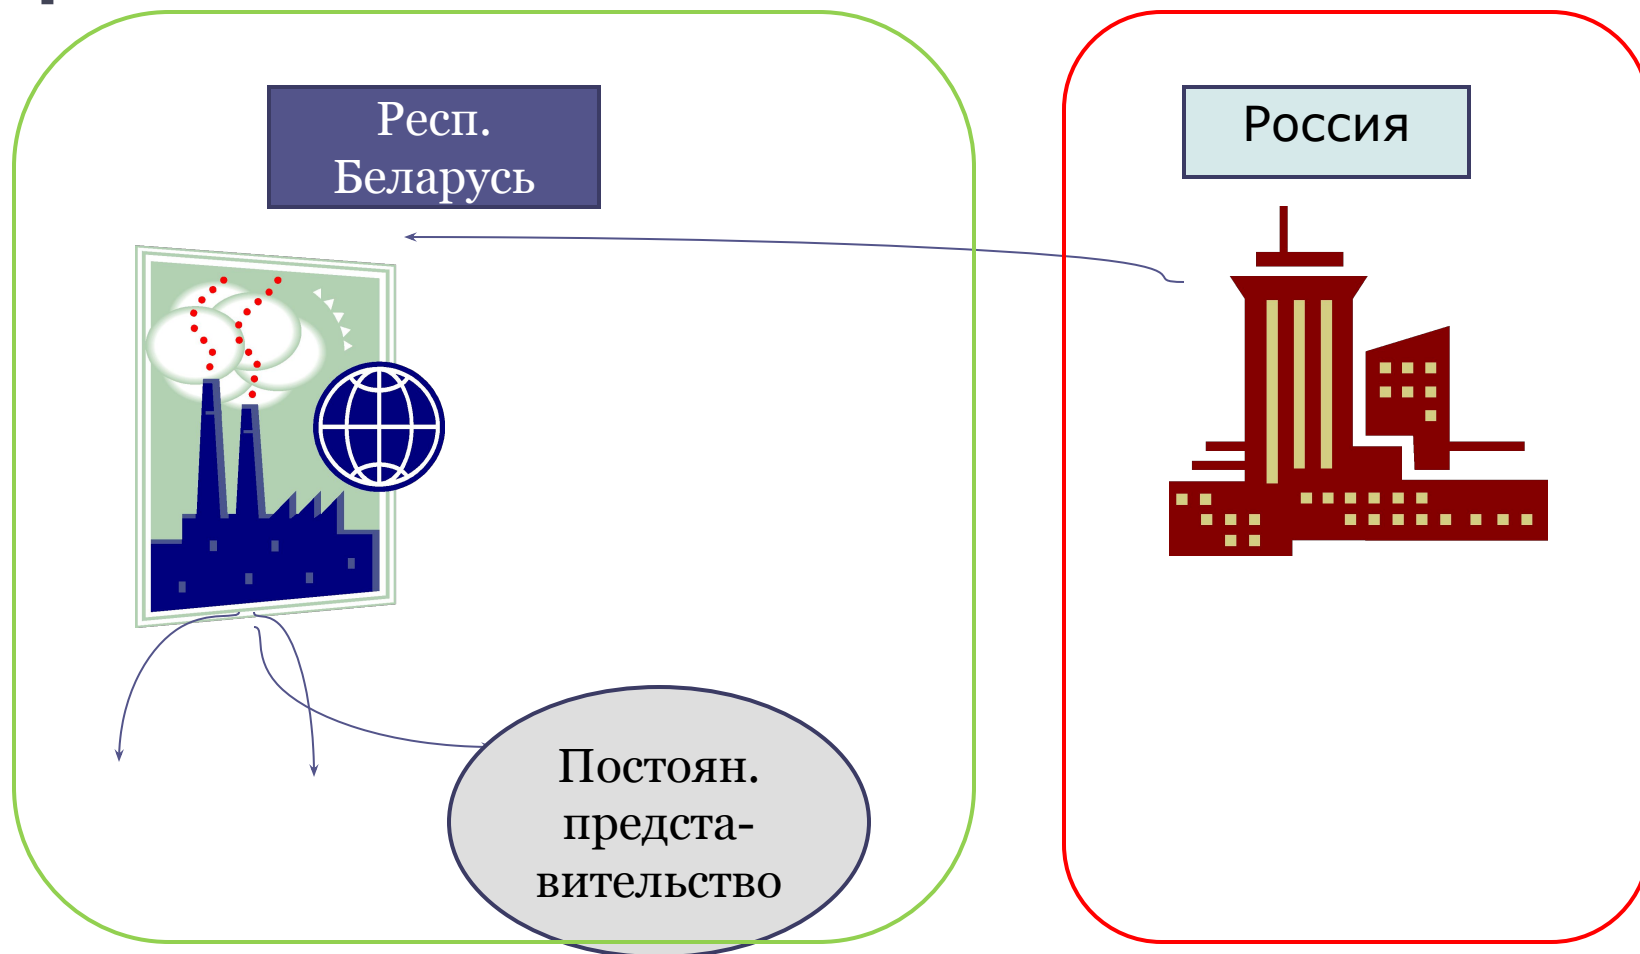 Респ.
Беларусь
Россия
Постоян.
предста-
вительство